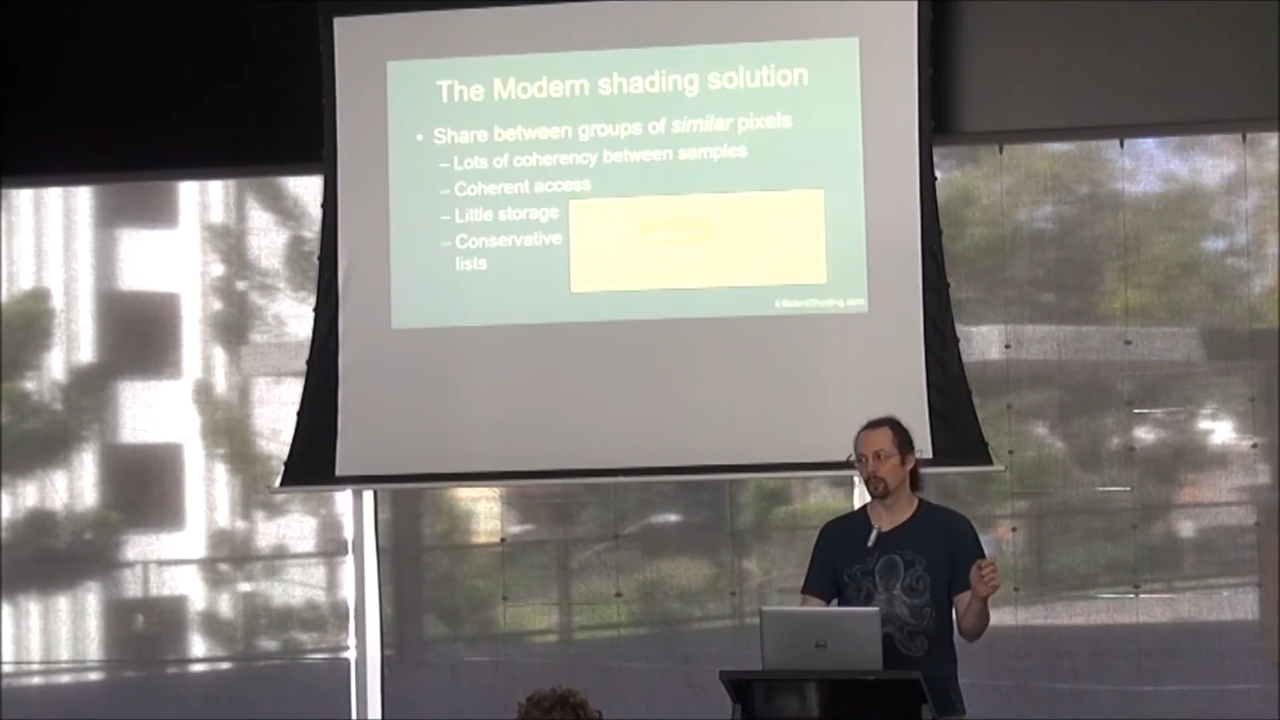 The Modern shading solution
• Share between groups of similar pixels
– Lots of coherency between samples
– Coherent access
– Little storage
– Conservative
lists